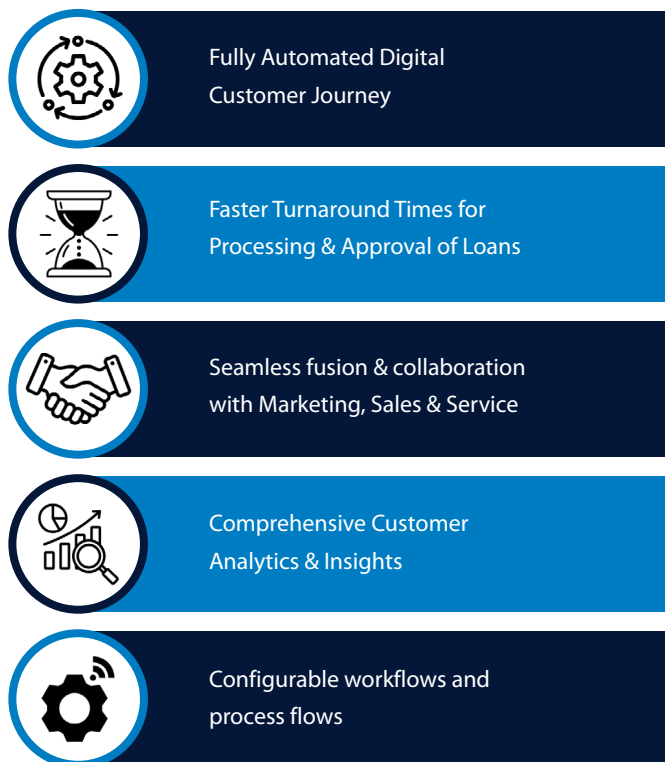 Fully Automated Digital
Customer Journey
Faster Turnaround Times for
Processing & Approval of Loans
Seamless fusion & collaboration
with Marketing, Sales & Service
Comprehensive Customer
Analytics & Insights
Configurable workflows and
process flows